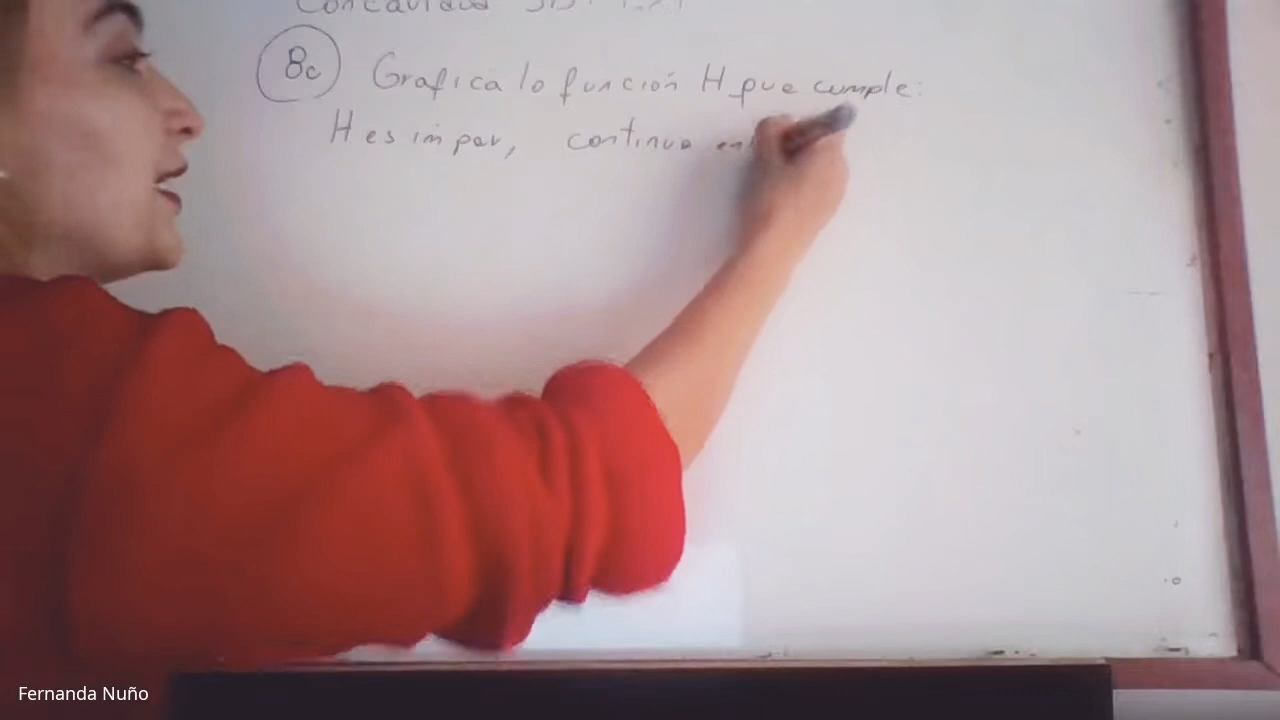 Concavidad
8c Grafica la función H que cumple:
H es impar, continua en
Fernanda Nuño